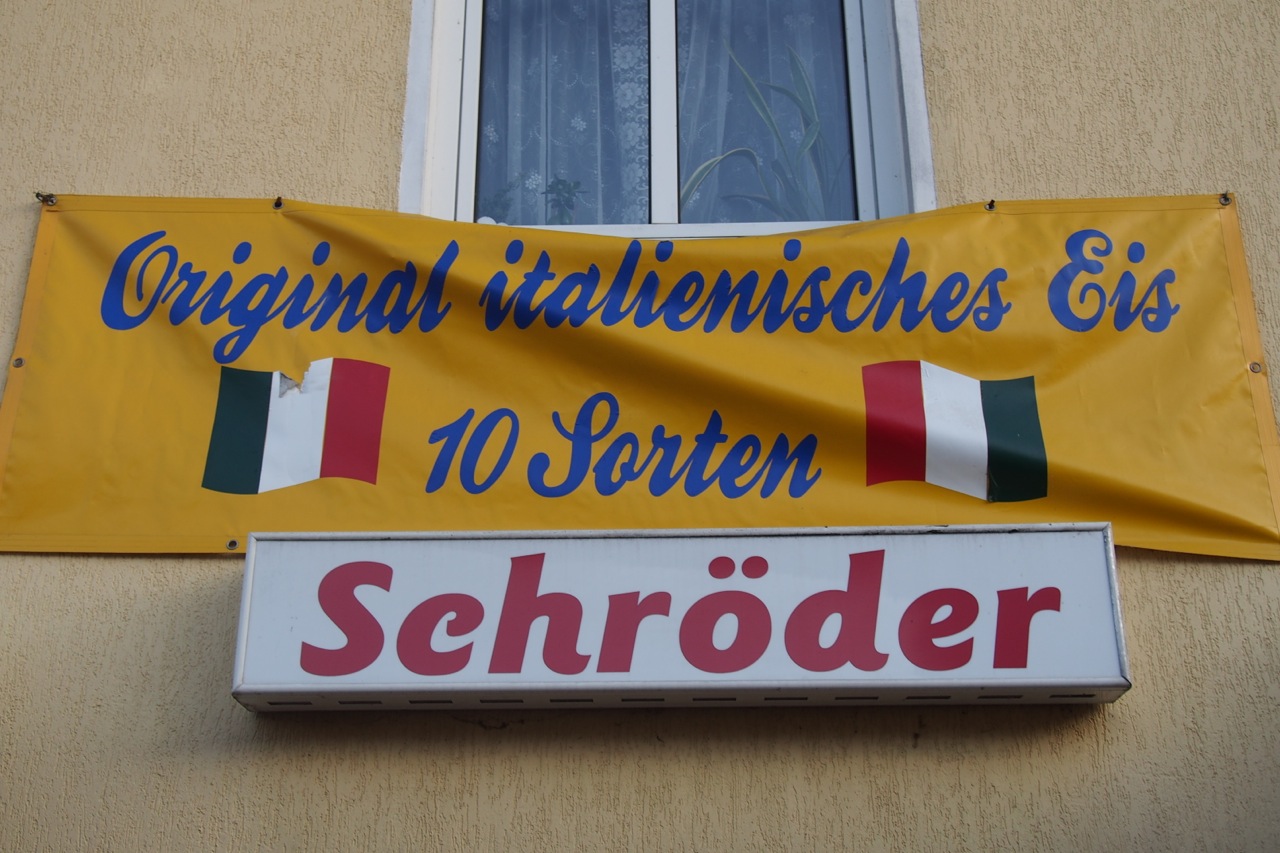 Original italienisches Eis
10 Sorten
Schröder